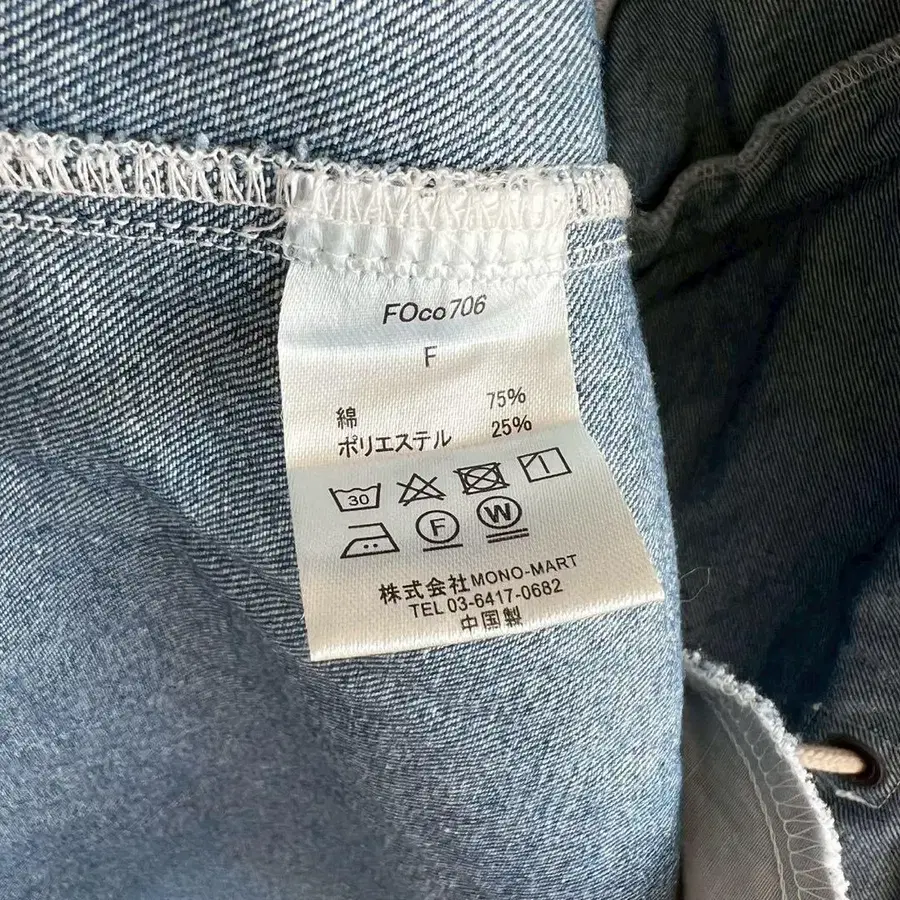 FOco706
F
綿 75%
ポリエステル 25%
30
F W
株式会社MONO-MART
TEL 03-6417-0682
中国製